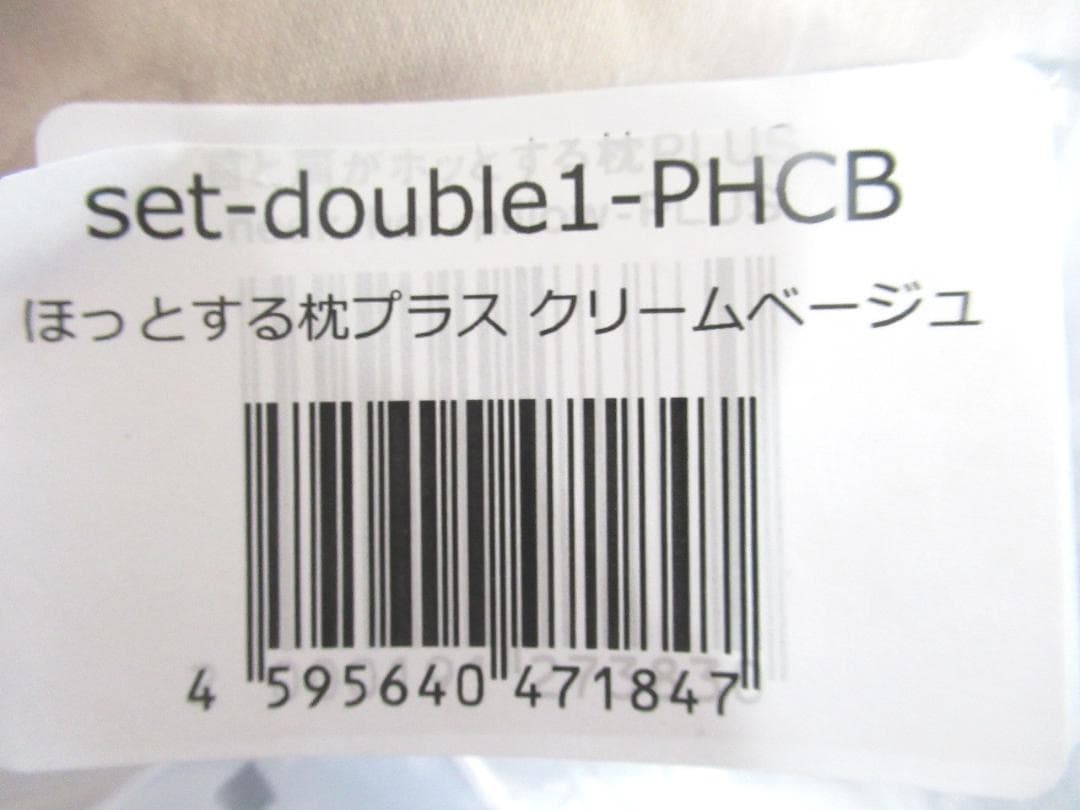 set-double1-PHCB
ほっとする枕プラス クリームベージュ
4 595640 471847